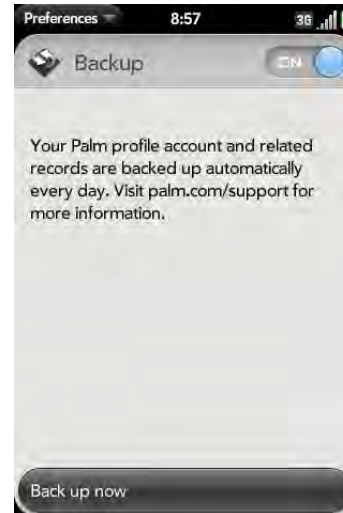 Preferences 8:57 3G
Backup ON
Your Palm profile account and related
records are backed up automatically
every day. Visit palm.com/support for
more information.
Back up now